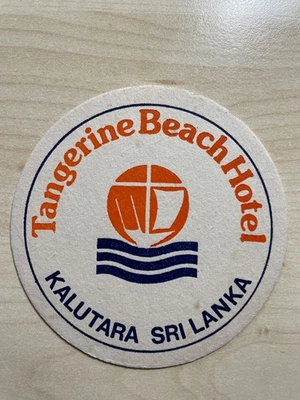 Tangerine Beach Hotel
KALUTARA SRI LANKA